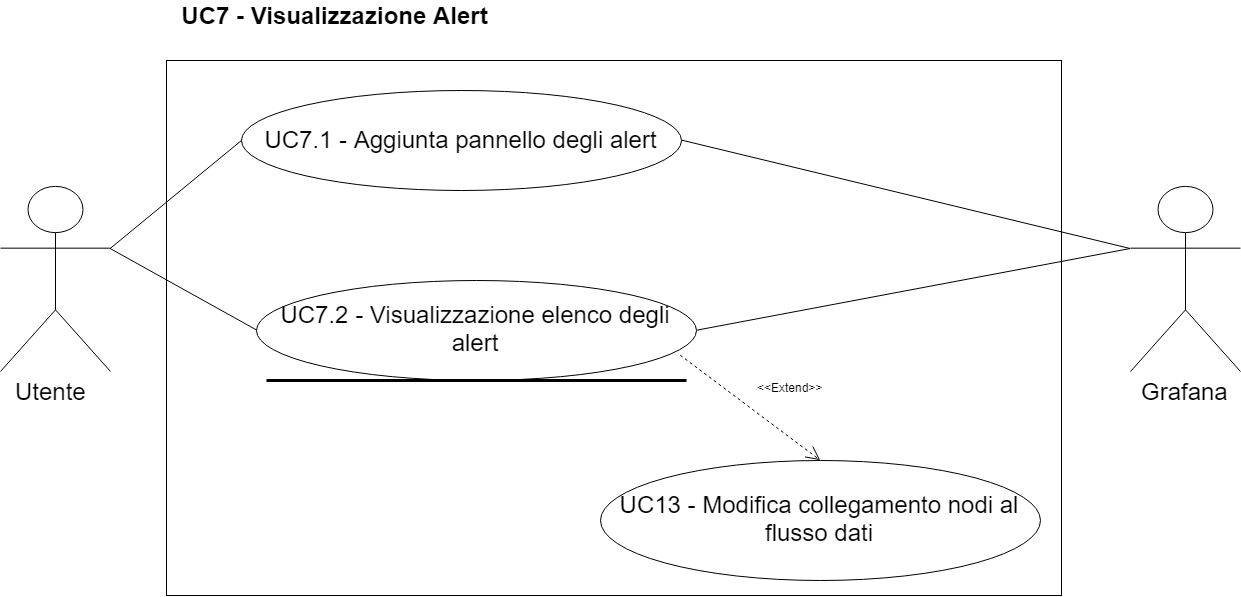 UC7 - Visualizzazione Alert
UC7.1 - Aggiunta pannello degli alert
UC7.2 - Visualizzazione elenco degli
alert
Utente
<<Extend>>
Grafana
UC13 - Modifica collegamento nodi al
flusso dati